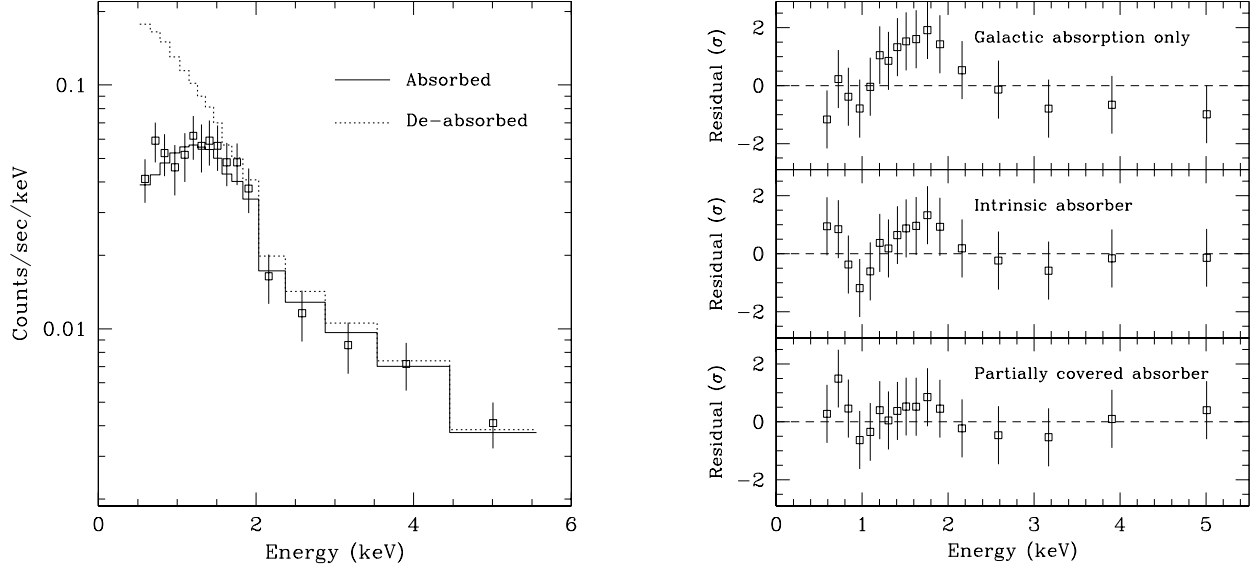 Counts/sec/keV
0.1
0.01
Absorbed
De-absorbed
0
2
4
6
Energy (keV)
Residual (σ)
2
0
-2
Galactic absorption only
Residual (σ)
2
0
-2
Intrinsic absorber
Residual (σ)
2
0
-2
Partially covered absorber
0
1
2
3
4
5
Energy (keV)